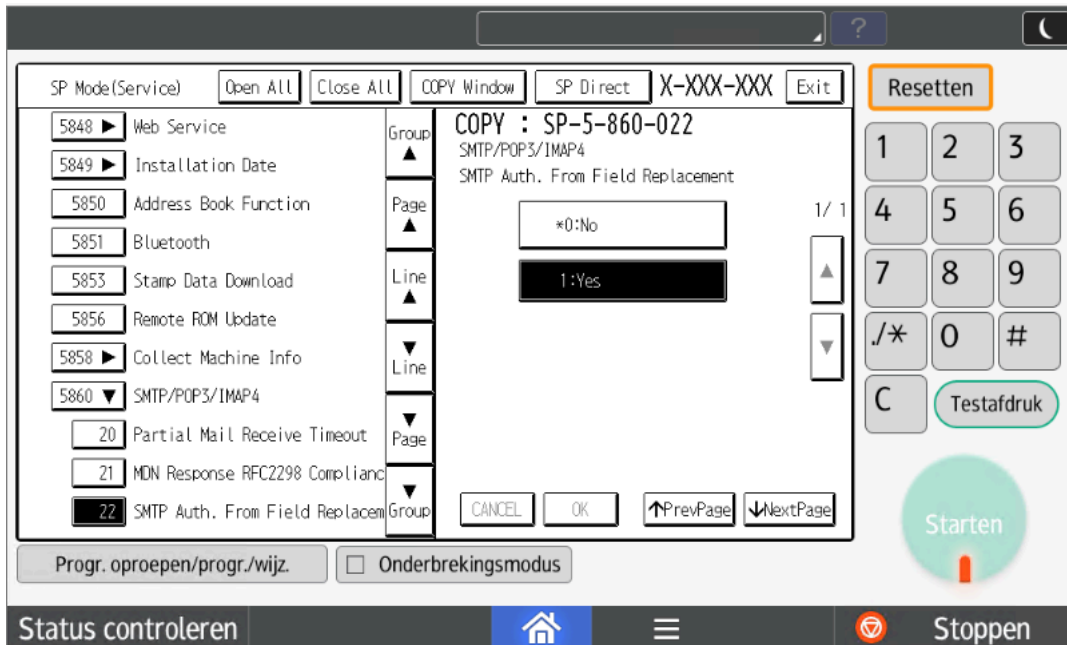 ?
SP Mode(Service)
Open All
Close All
COPY Window
SP Direct
X-XXX-XXX
Exit
5848 ▶ Web Service
5849 ▶ Installation Date
5850 Address Book Function
5851 Bluetooth
5853 Stamp Data Download
5856 Remote ROM Update
5858 ▶ Collect Machine Info
5860 ▼ SMTP/POP3/IMAP4
20 Partial Mail Receive Timeout
21 MDN Response RFC2298 Complianc
22 SMTP Auth. From Field Replacem
Group
▲
Page
▲
Line
▲
▼
Line
▼
Page
▼
Group
COPY : SP-5-860-022
SMTP/POP3/IMAP4
SMTP Auth. From Field Replacement
*0:No
1:Yes
1/ 1
▲
▼
CANCEL
OK
↑PrevPage
↓NextPage
Resetten
1 2 3
4 5 6
7 8 9
./* 0 #
C
Testafdruk
Starten
Progr. oproepen/progr./wijz.
Onderbrekingsmodus
Status controleren
Stoppen